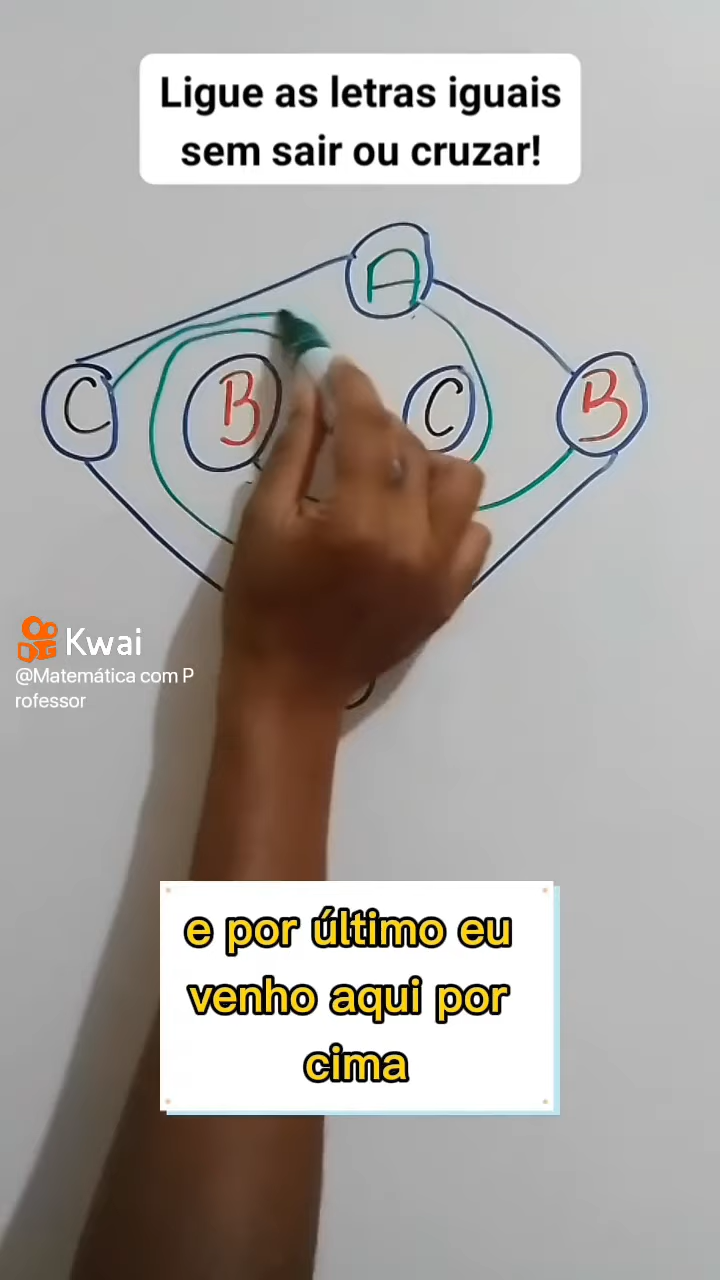 Ligue as letras iguais
sem sair ou cruzar!
A
C
B
C
B
Kwai
@Matemática com P
rofessor
e por último eu
venho aqui por
cima